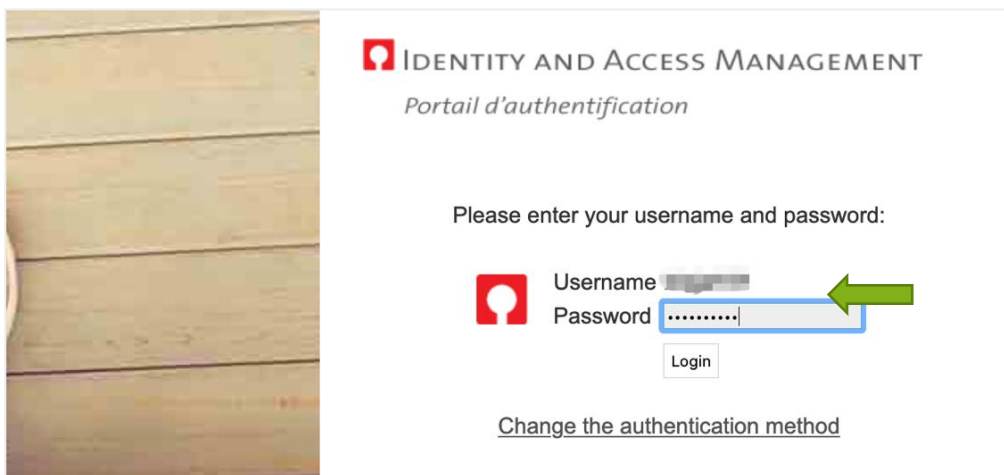 IDENTITY AND ACCESS MANAGEMENT
Portail d'authentification
Please enter your username and password:
Username
Password ..........
Login
Change the authentication method